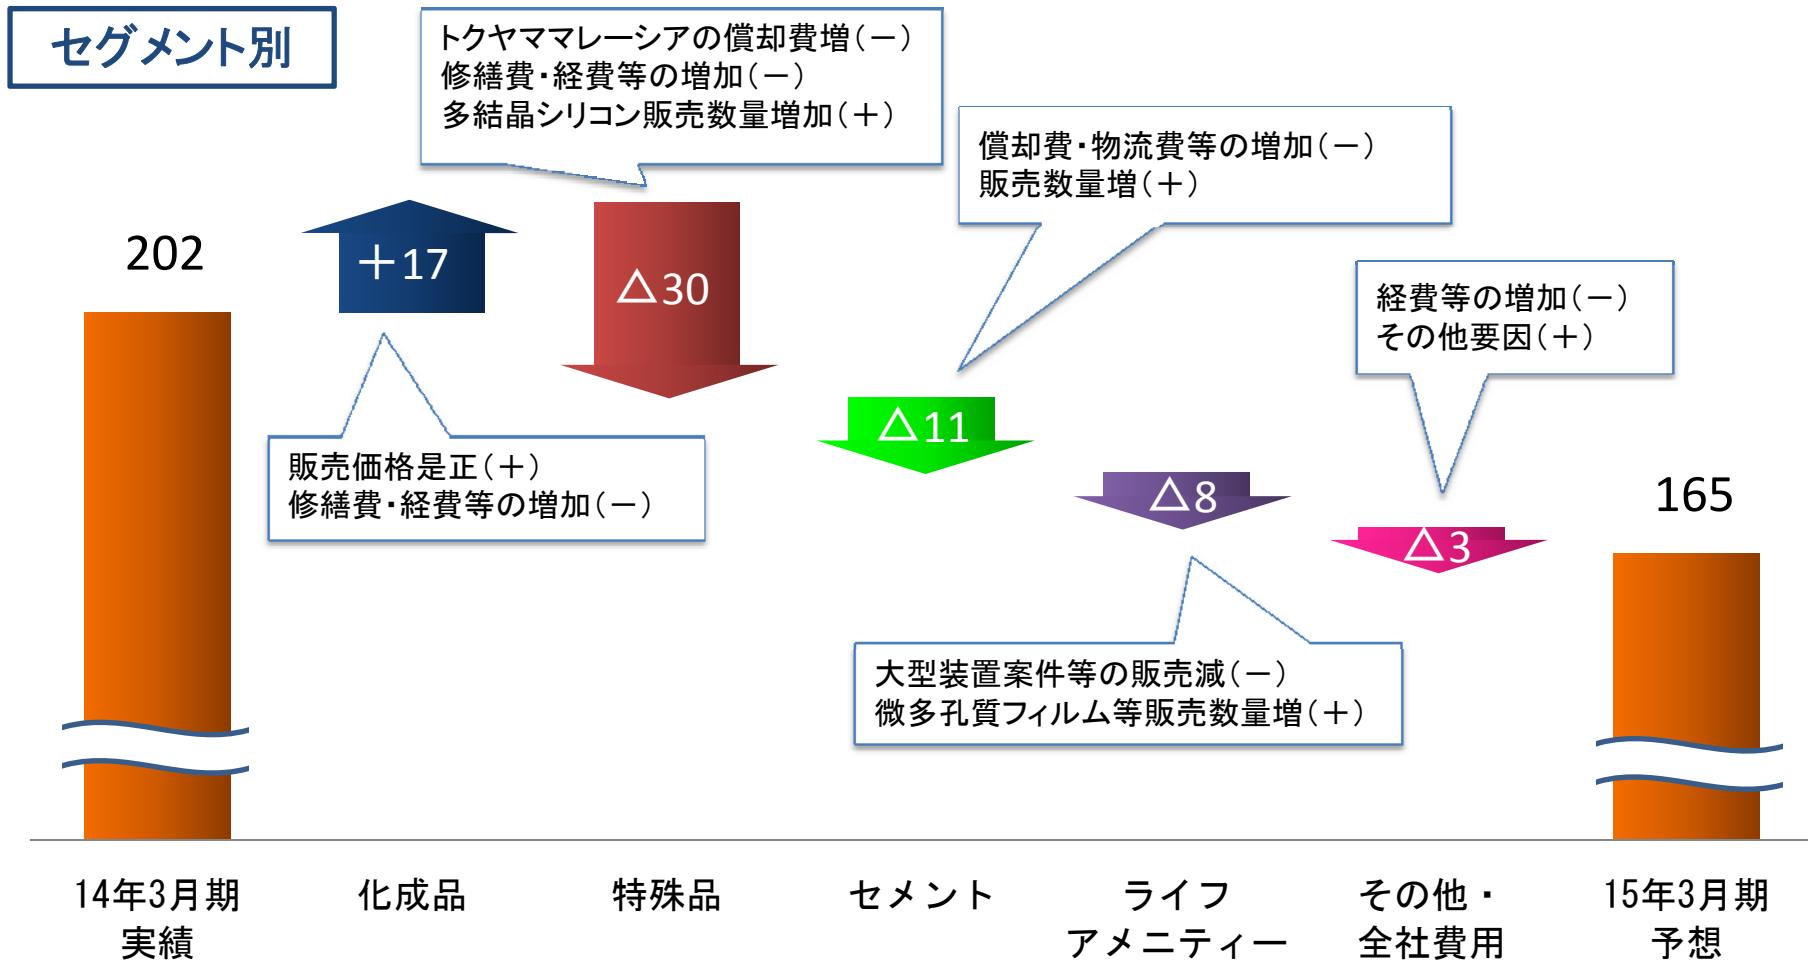 セグメント別
トクヤママレーシアの償却費増(－)
修繕費・経費等の増加(－)
多結晶シリコン販売数量増加(＋)
償却費・物流費等の増加(－)
販売数量増(＋)
経費等の増加(－)
その他要因(＋)
202
＋17
△30
△11
△8
△3
165
販売価格是正(＋)
修繕費・経費等の増加(－)
大型装置案件等の販売減(－)
微多孔質フィルム等販売数量増(＋)
14年3月期
実績
化成品
特殊品
セメント
ライフ
アメニティー
その他・
全社費用
15年3月期
予想